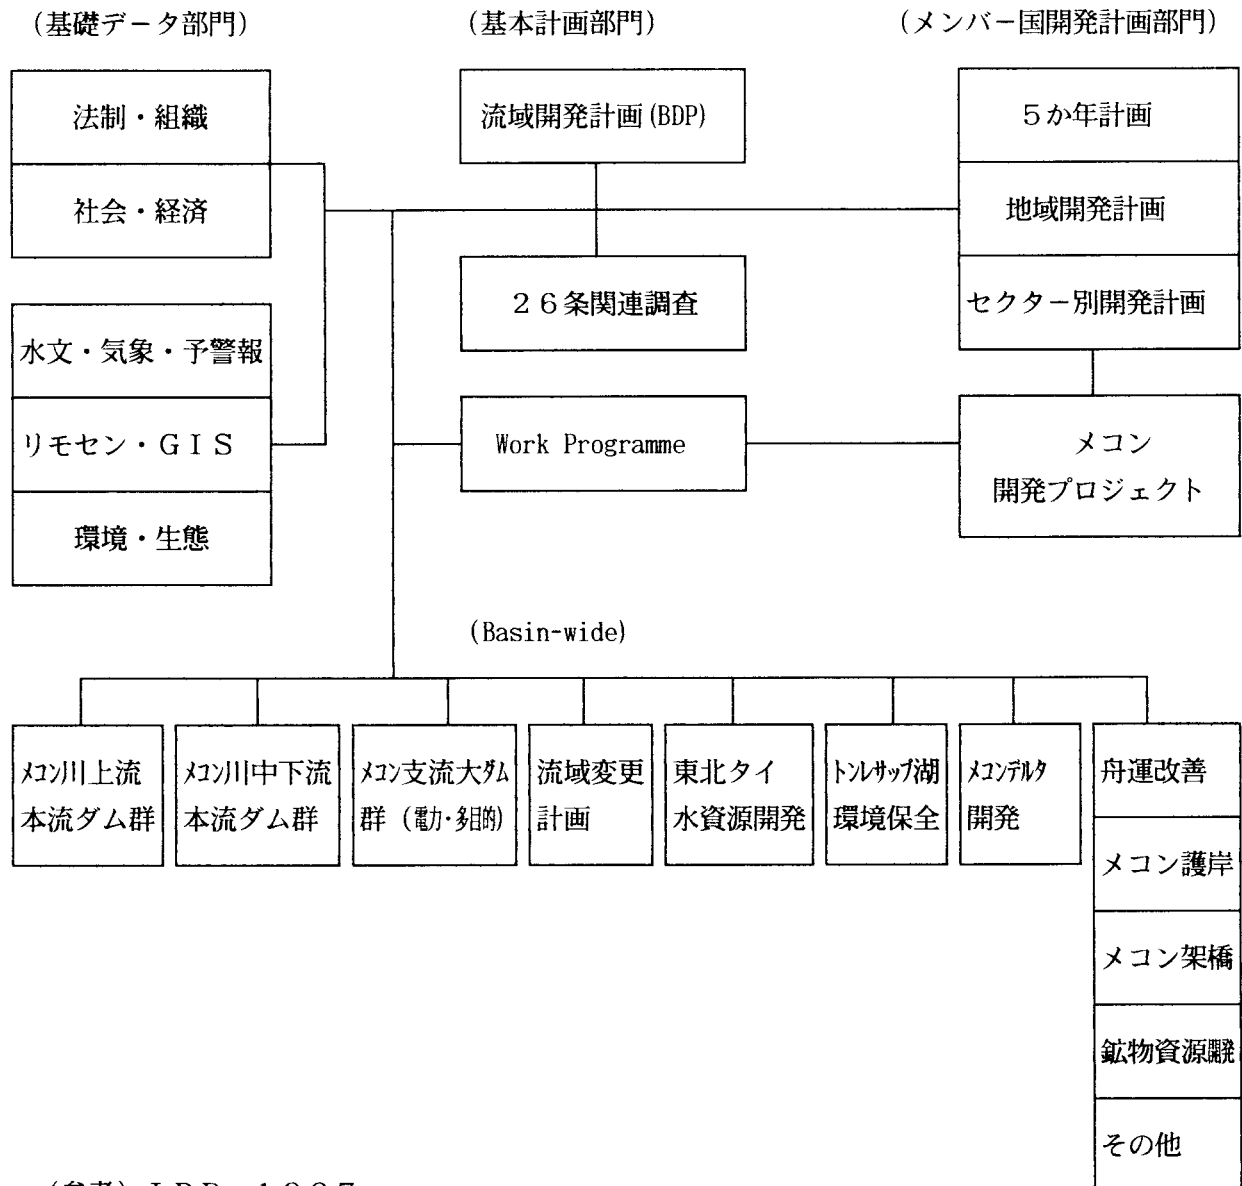 (基礎データ部門)
(基本計画部門)
(メンバー国開発計画部門)
法制・組織
社会・経済
水文・気象・予警報
リモセン・GIS
環境・生態
流域開発計画(BDP)
26条関連調査
Work Programme
5か年計画
地域開発計画
セクター別開発計画
メコン
開発プロジェクト
(Basin-wide)
メコン川上流
本流ダム群
メコン川中下流
本流ダム群
メコン支流大ダム
群(電力・多目的)
流域変更
計画
東北タイ
水資源開発
トンレサップ湖
環境保全
メコンデルタ
開発
舟運改善
メコン護岸
メコン架橋
鉱物資源開発
その他